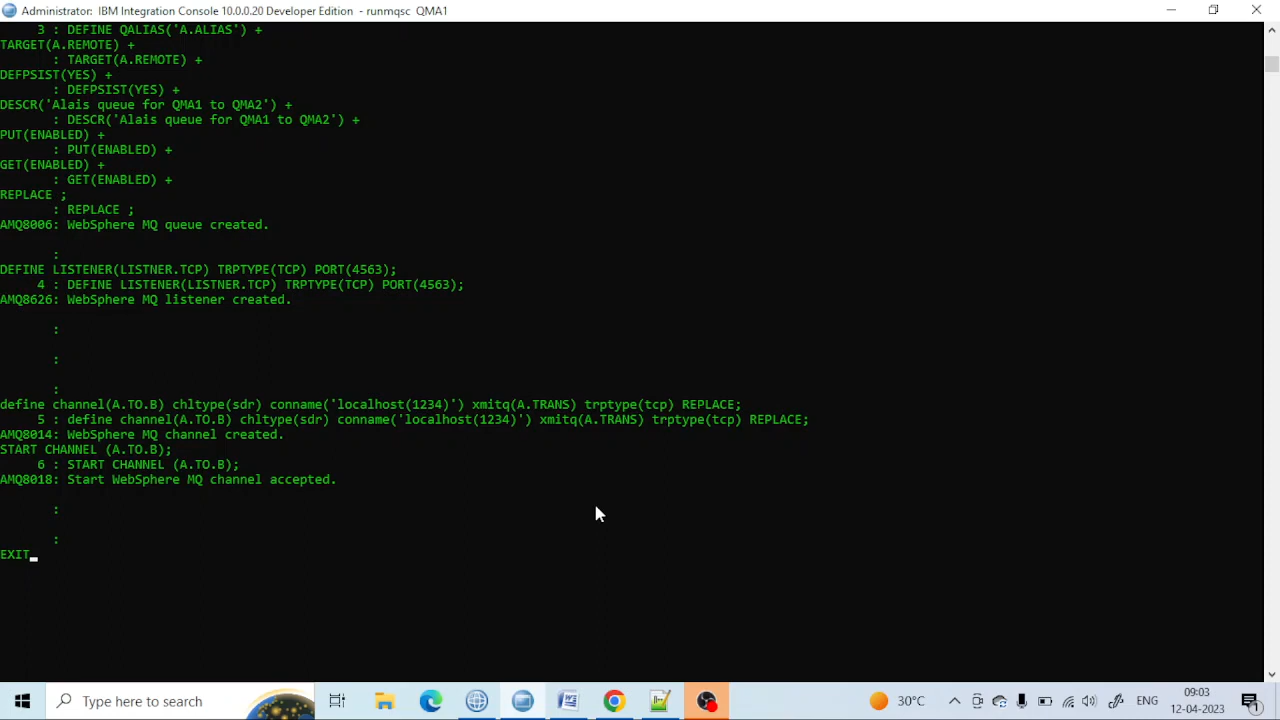 Administrator: IBM Integration Console 10.0.0.20 Developer Edition - runmqsc  QMA1
3 : DEFINE QALIAS('A.ALIAS') +
TARGET(A.REMOTE) +
: TARGET(A.REMOTE) +
DEFPSIST(YES) +
: DEFPSIST(YES) +
DESCR('Alais queue for QMA1 to QMA2') +
: DESCR('Alais queue for QMA1 to QMA2') +
PUT(ENABLED) +
: PUT(ENABLED) +
GET(ENABLED) +
: GET(ENABLED) +
REPLACE ;
: REPLACE ;
AMQ8006: WebSphere MQ queue created.
:
DEFINE LISTENER(LISTNER.TCP) TRPTYPE(TCP) PORT(4563);
4 : DEFINE LISTENER(LISTNER.TCP) TRPTYPE(TCP) PORT(4563);
AMQ8626: WebSphere MQ listener created.
:
:
:
define channel(A.TO.B) chltype(sdr) conname('localhost(1234)') xmitq(A.TRANS) trptype(tcp) REPLACE;
5 : define channel(A.TO.B) chltype(sdr) conname('localhost(1234)') xmitq(A.TRANS) trptype(tcp) REPLACE;
AMQ8014: WebSphere MQ channel created.
START CHANNEL (A.TO.B);
6 : START CHANNEL (A.TO.B);
AMQ8018: Start WebSphere MQ channel accepted.
:
:
EXIT_
Type here to search
30°C
ENG
09:03
12-04-2023
1